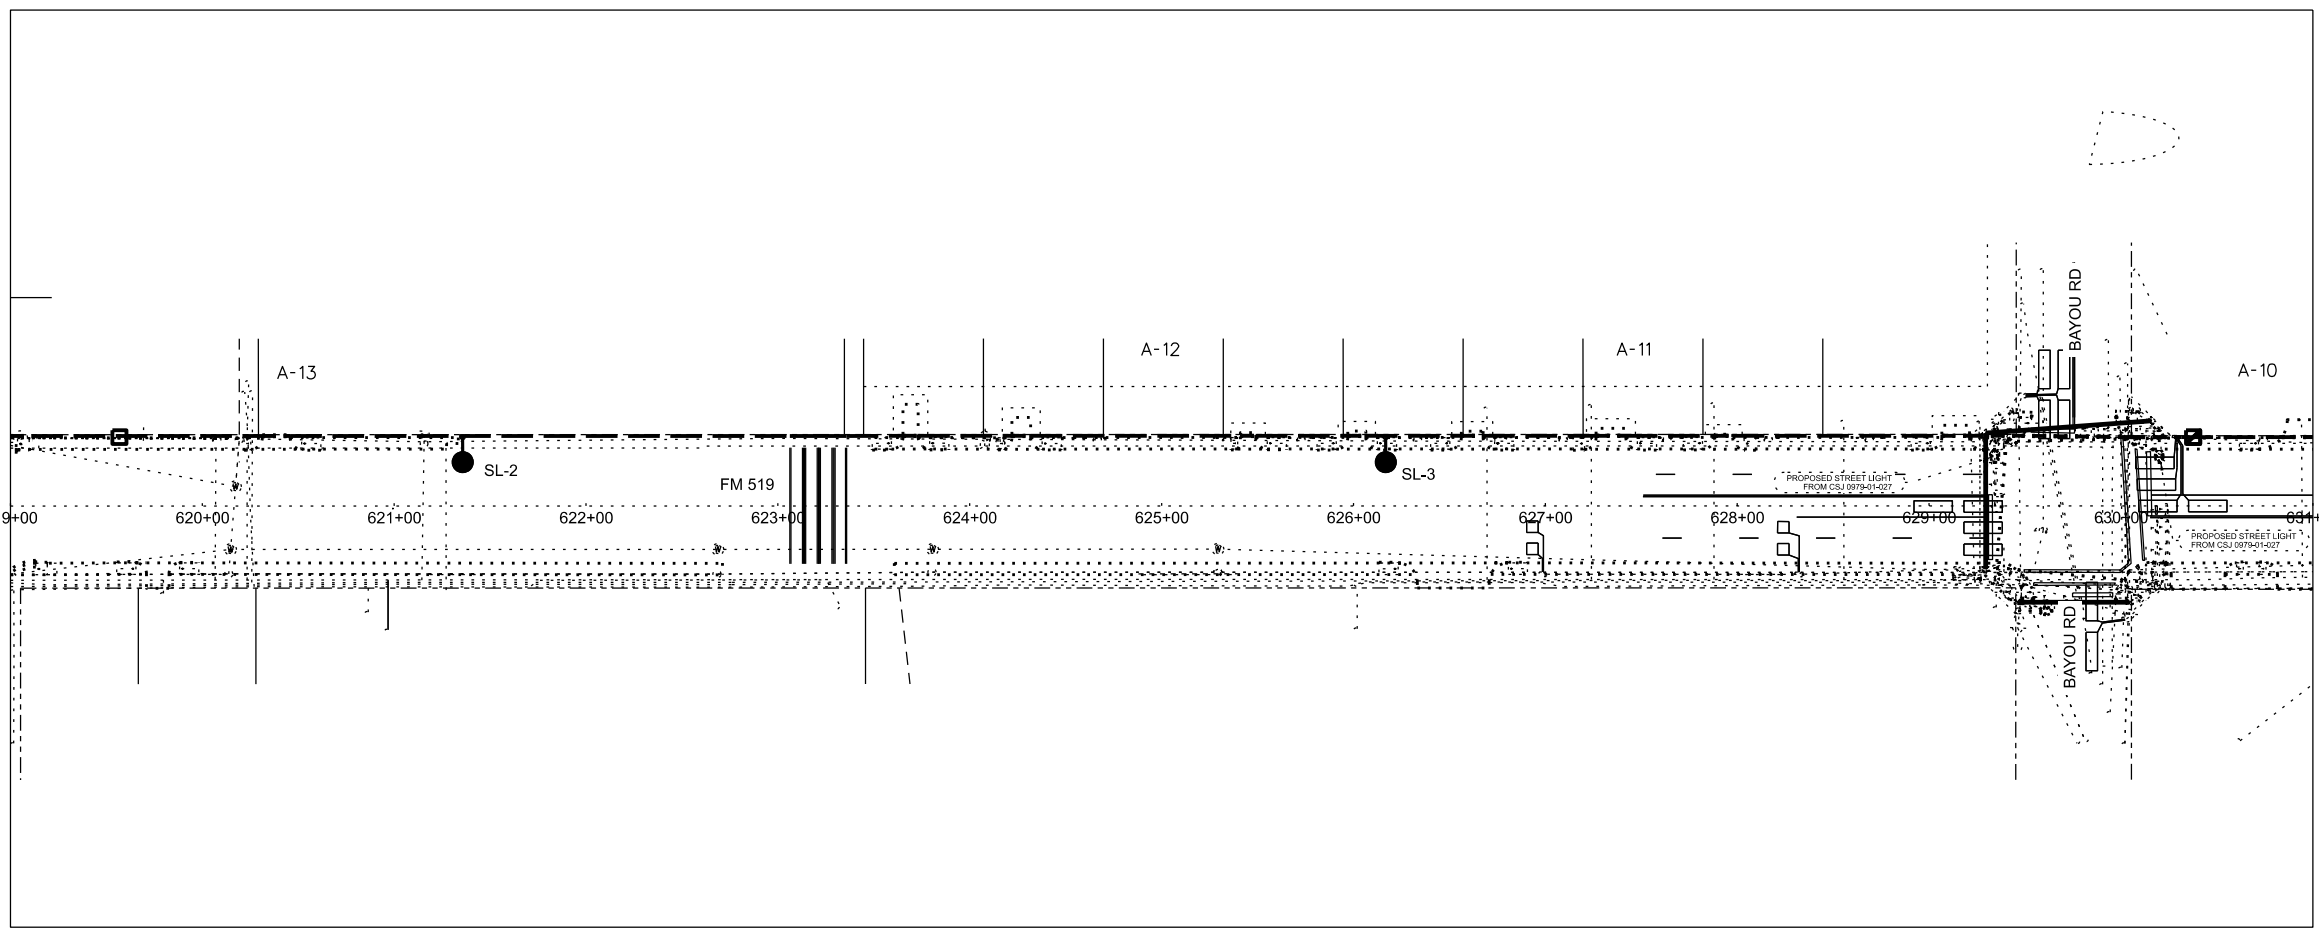 BAYOU RD
A-13
A-12
A-11
A-10
SL-2
SL-3
FM 519
PROPOSED STREET LIGHT
FROM CSJ 0979-01-027
9+00
620+00
621+00
622+00
623+00
624+00
625+00
626+00
627+00
628+00
629+00
630+00
631+
PROPOSED STREET LIGHT
FROM CSJ 0979-01-027
BAYOU RD